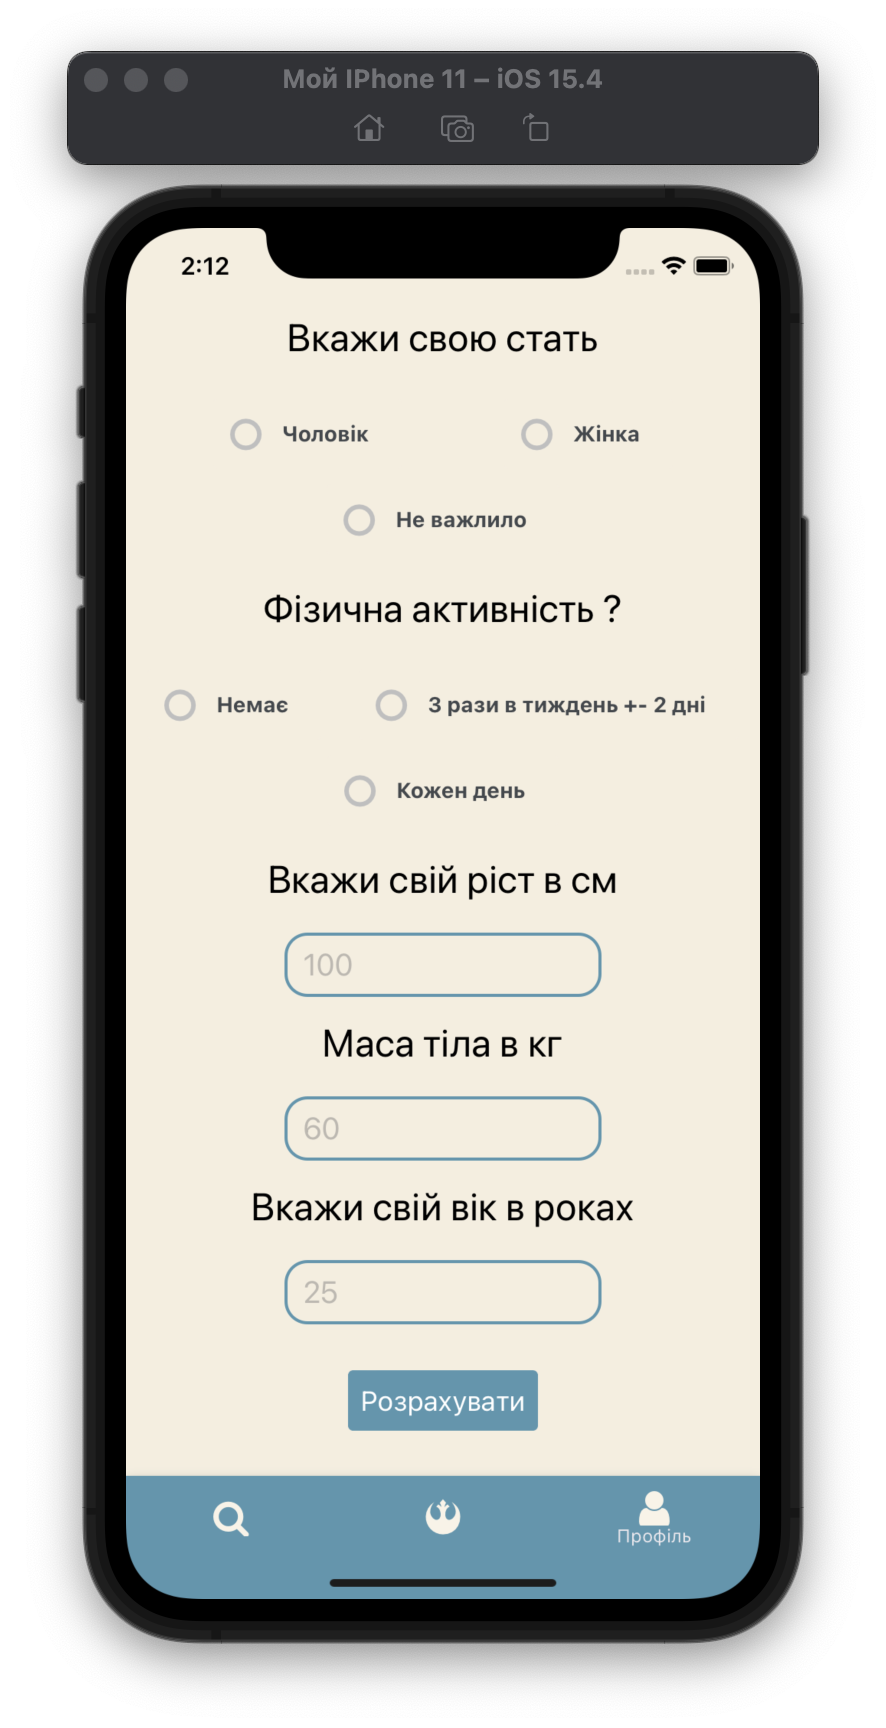 Мой IPhone 11 – iOS 15.4
2:12
Вкажи свою стать
Чоловік
Жінка
Не важлило
Фізична активність ?
Немає
3 рази в тиждень +- 2 дні
Кожен день
Вкажи свій ріст в см
100
Маса тіла в кг
60
Вкажи свій вік в роках
25
Розрахувати
Профіль